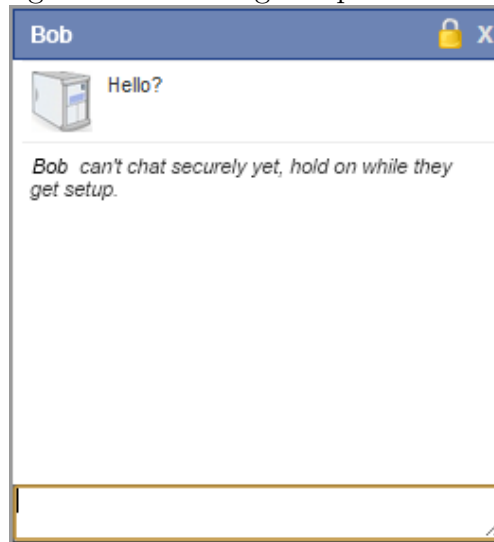 Bob X
Hello?
Bob can't chat securely yet, hold on while they
get setup.